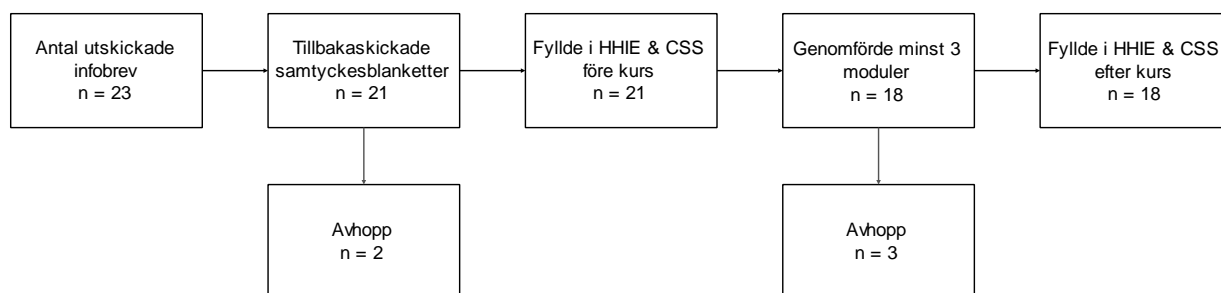 Antal utskickade
infobrev
n = 23
Tillbakaskickade
samtyckesblanketter
n = 21
Fyllde i HHIE & CSS
före kurs
n = 21
Genomförde minst 3
moduler
n = 18
Fyllde i HHIE & CSS
efter kurs
n = 18
Avhopp
n = 2
Avhopp
n = 3